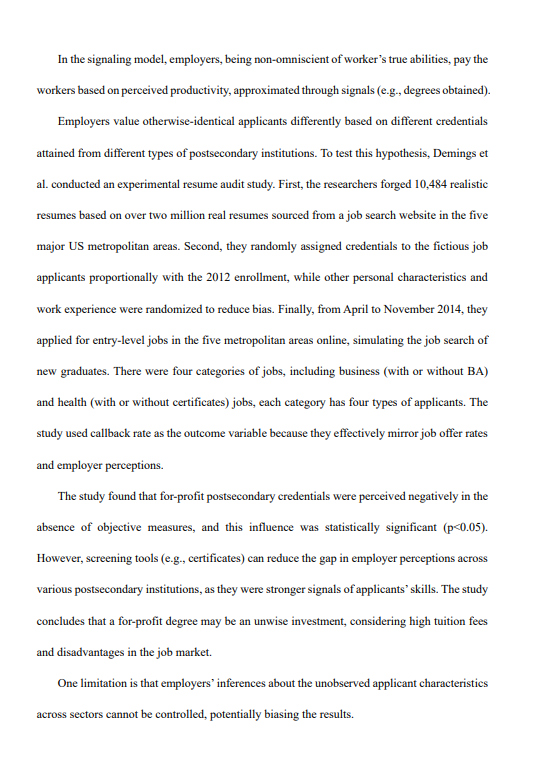 In the signaling model, employers, being non-omniscient of worker's true abilities, pay the
workers based on perceived productivity, approximated through signals (e.g., degrees obtained).
Employers value otherwise-identical applicants differently based on different credentials
attained from different types of postsecondary institutions. To test this hypothesis, Demings et
al. conducted an experimental resume audit study. First, the researchers forged 10,484 realistic
resumes based on over two million real resumes sourced from a job search website in the five
major US metropolitan areas. Second, they randomly assigned credentials to the fictious job
applicants proportionally with the 2012 enrollment, while other personal characteristics and
work experience were randomized to reduce bias. Finally, from April to November 2014, they
applied for entry-level jobs in the five metropolitan areas online, simulating the job search of
new graduates. There were four categories of jobs, including business (with or without BA)
and health (with or without certificates) jobs, each category has four types of applicants. The
study used callback rate as the outcome variable because they effectively mirror job offer rates
and employer perceptions.
The study found that for-profit postsecondary credentials were perceived negatively in the
absence of objective measures, and this influence was statistically significant (p<0.05).
However, screening tools (e.g., certificates) can reduce the gap in employer perceptions across
various postsecondary institutions, as they were stronger signals of applicants' skills. The study
concludes that a for-profit degree may be an unwise investment, considering high tuition fees
and disadvantages in the job market.
One limitation is that employers' inferences about the unobserved applicant characteristics
across sectors cannot be controlled, potentially biasing the results.